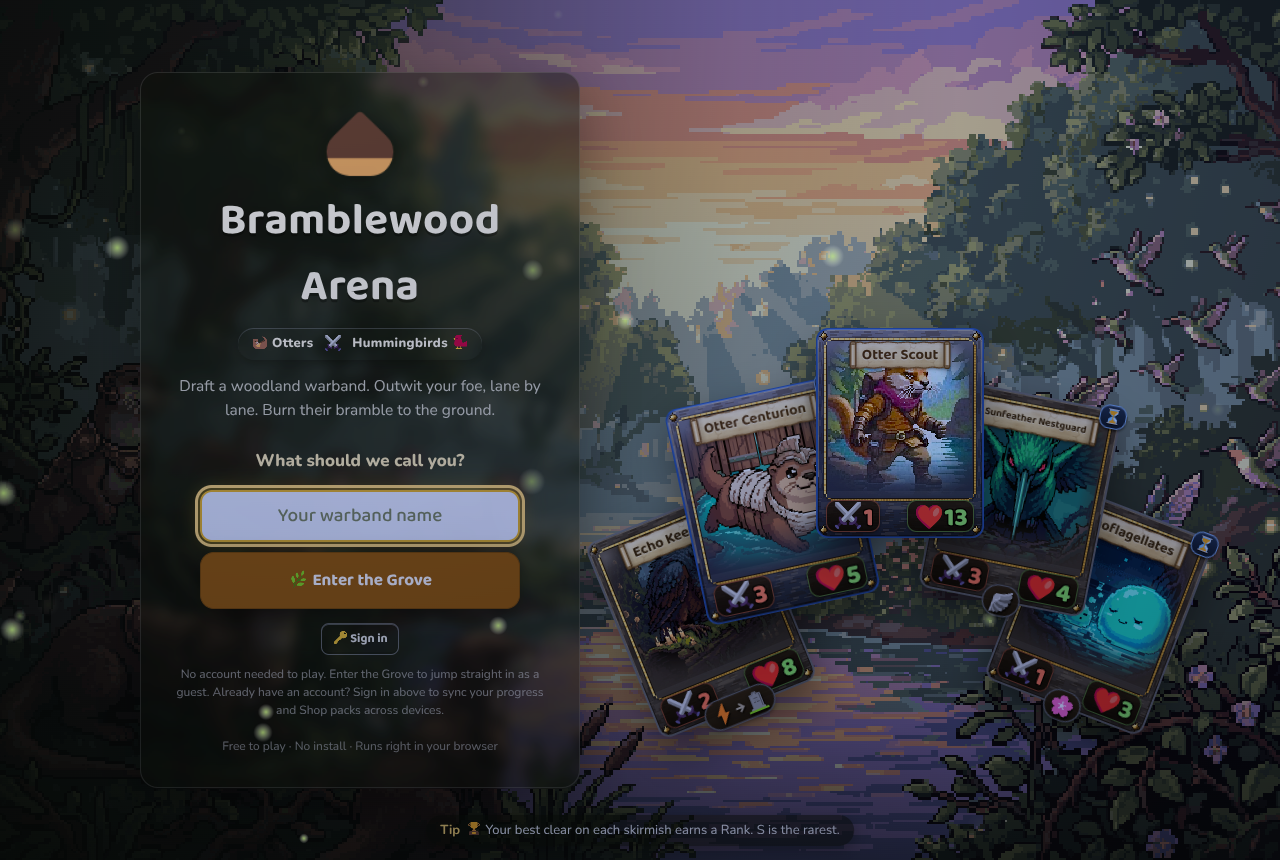 Bramblewood
Arena
Otters ⚔ Hummingbirds
Draft a woodland warband. Outwit your foe, lane by
lane. Burn their bramble to the ground.
What should we call you?
Your warband name
Enter the Grove
Sign in
No account needed to play. Enter the Grove to jump straight in as a
guest. Already have an account? Sign in above to sync your progress
and Shop packs across devices.
Free to play · No install · Runs right in your browser
Echo Kee
2
8
Otter Centurion
3
5
Otter Scout
1
13
Sunfeather Nestguard
3
4
oflagellates
1
3
Tip 🏆 Your best clear on each skirmish earns a Rank. S is the rarest.